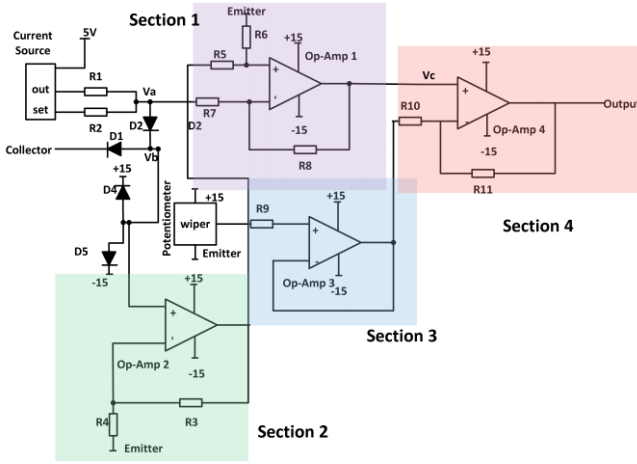 Section 1
Emitter
+15
5V
Current
Source
R6
R5
Op-Amp 1
+15
out
R1
Va
+
Vc
+
set
R7
-
R10
-
Output
R2
D2
D2
-15
Op-Amp 4
D1
-15
Collector
Vb
R8
R11
+15
D4
+15
+15
Potentiometer
wiper
R9
+
Section 4
D5
Emitter
-
-15
+15
Op-Amp 3
-15
+
Section 3
-
Op-Amp 2
-15
R4
R3
Section 2
Emitter